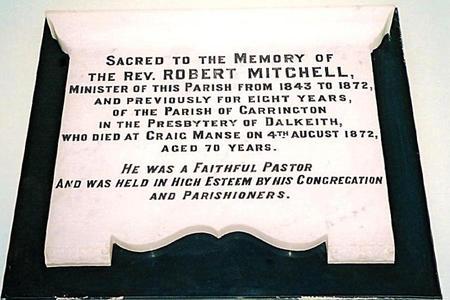 Sacred to the Memory of
the Rev. ROBERT MITCHELL,
Minister of this Parish from 1843 to 1872,
and previously for eight years,
of the Parish of Carrington
in the Presbytery of Dalkeith,
who died at Craig Manse on 4th August 1872,
aged 70 years.
He was a Faithful Pastor
And was held in High Esteem by his Congregation
and Parishioners.